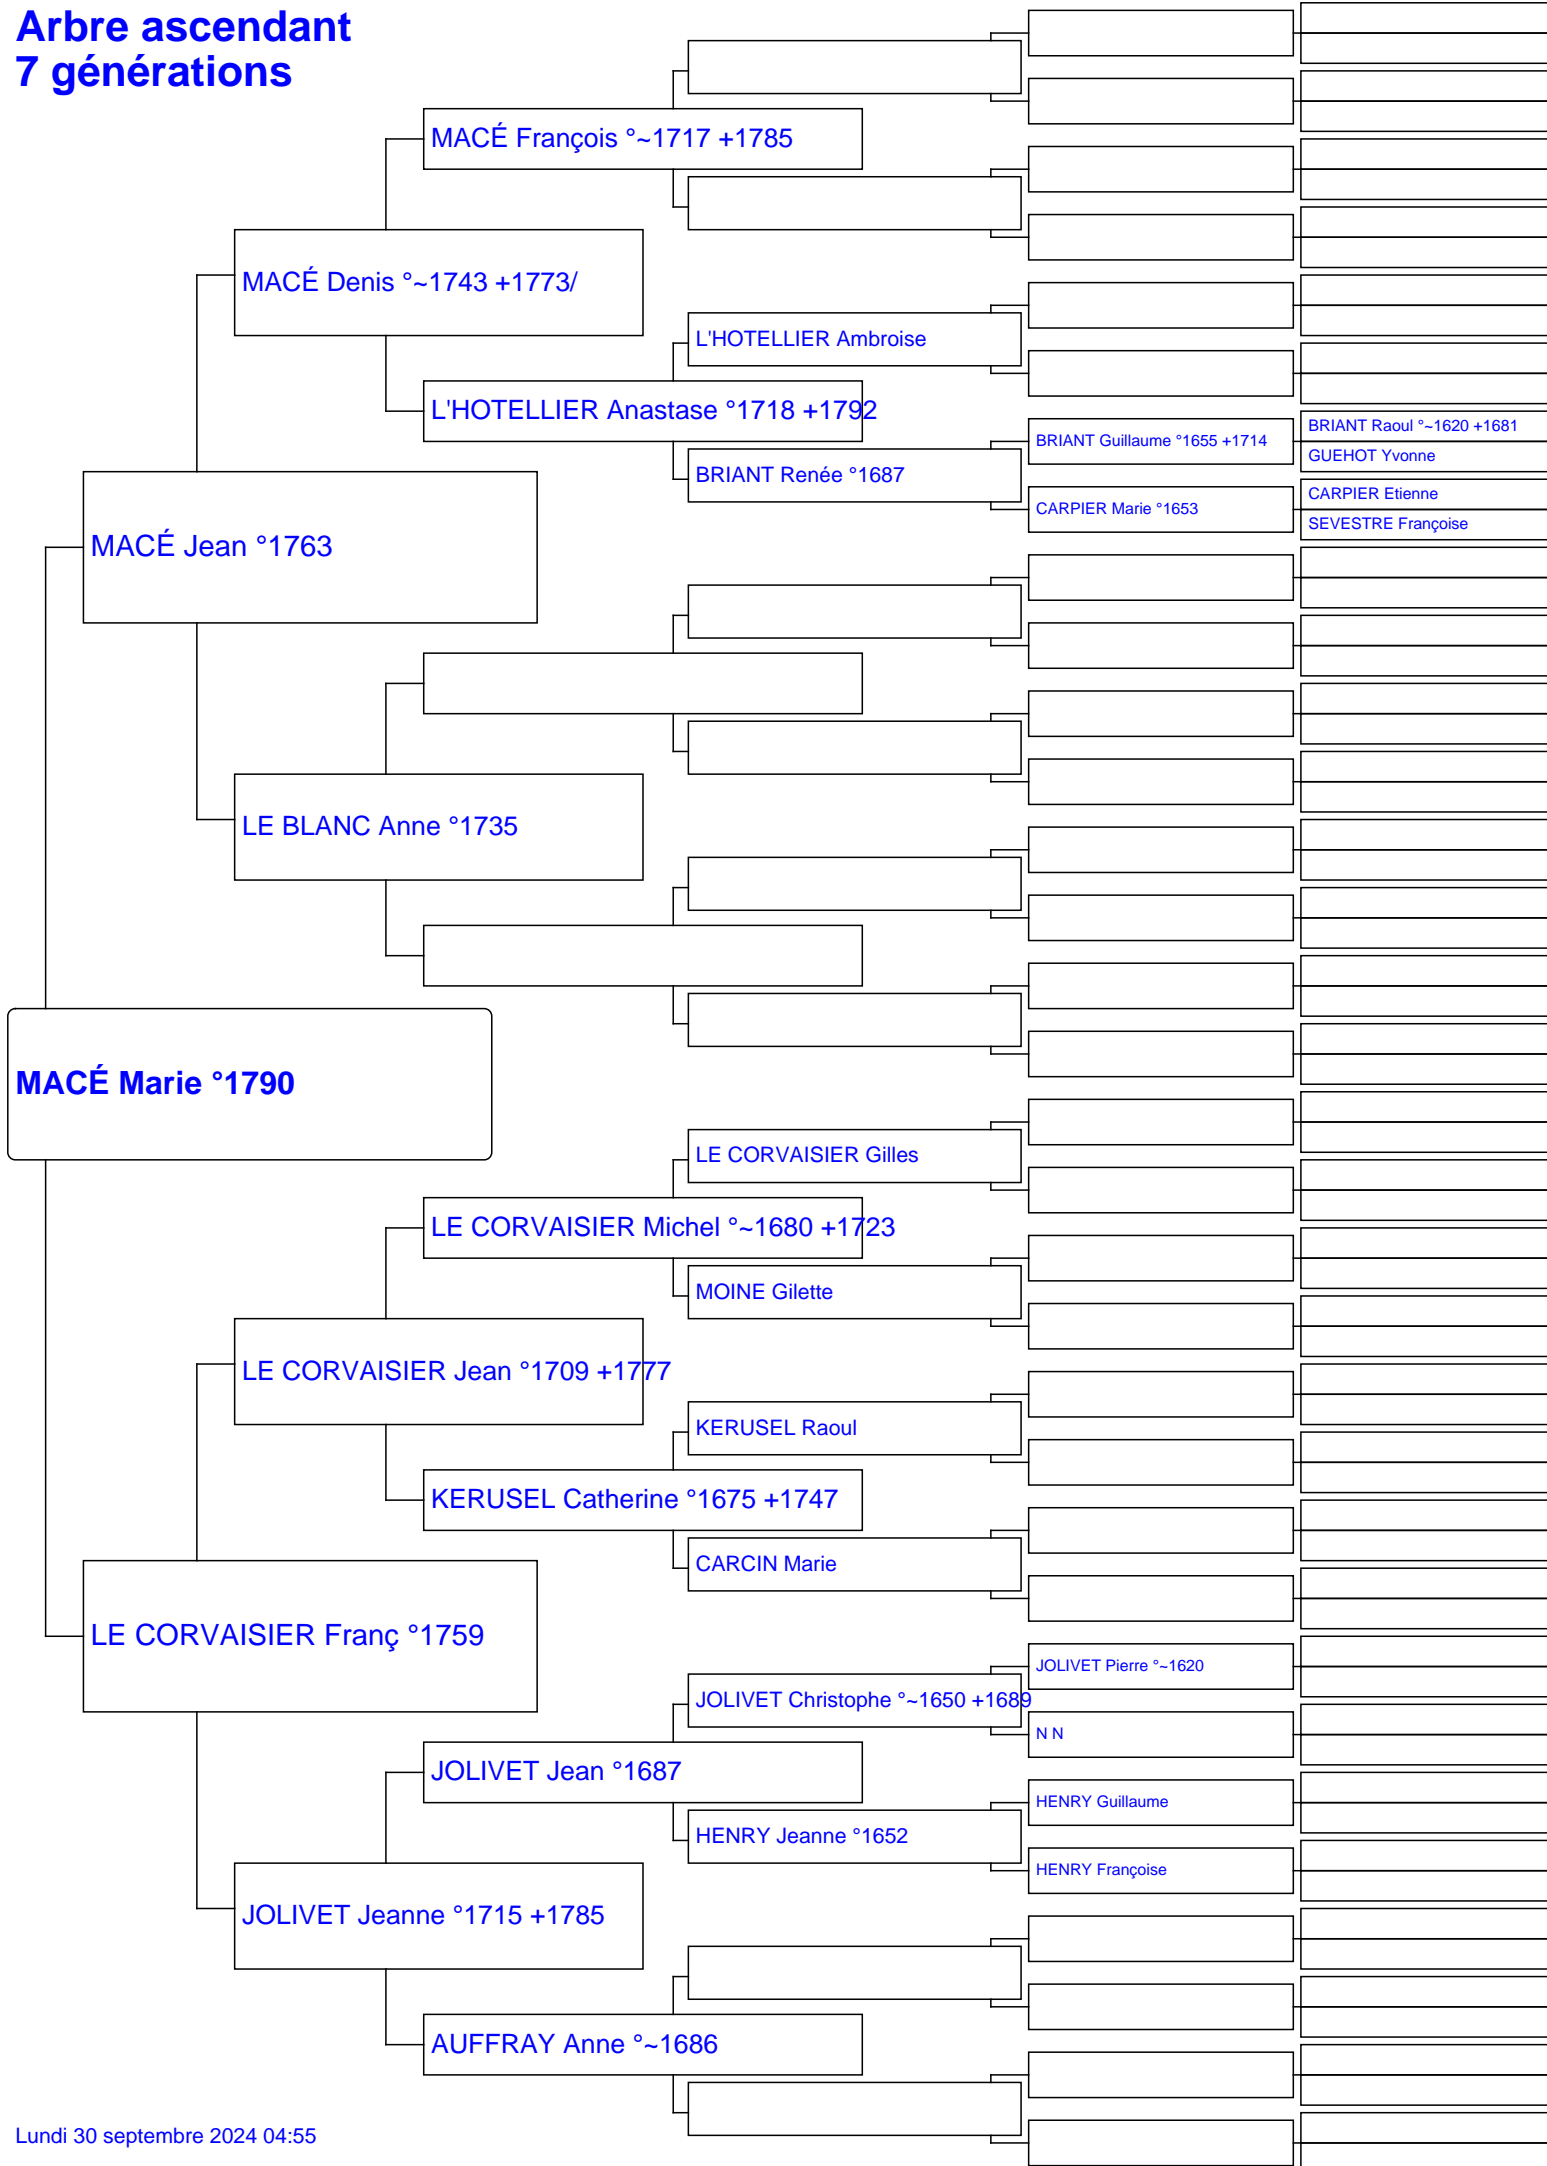 Arbre ascendant
7 générations
MACÉ François °~1717 +1785
MACÉ Denis °~1743 +1773/
L'HOTELLIER Ambroise
L'HOTELLIER Anastase °1718 +1792
BRIANT Guillaume °1655 +1714
BRIANT Raoul °~1620 +1681
GUEHOT Yvonne
BRIANT Renée °1687
CARPIER Marie °1653
CARPIER Etienne
SEVESTRE Françoise
MACÉ Jean °1763
LE BLANC Anne °1735
MACÉ Marie °1790
LE CORVAISIER Gilles
LE CORVAISIER Michel °~1680 +1723
MOINE Gilette
LE CORVAISIER Jean °1709 +1777
KERUSEL Raoul
KERUSEL Catherine °1675 +1747
CARCIN Marie
LE CORVAISIER Franç °1759
JOLIVET Pierre °~1620
JOLIVET Christophe °~1650 +1689
N N
JOLIVET Jean °1687
HENRY Guillaume
HENRY Jeanne °1652
HENRY Françoise
JOLIVET Jeanne °1715 +1785
AUFFRAY Anne °~1686
Lundi 30 septembre 2024 04:55